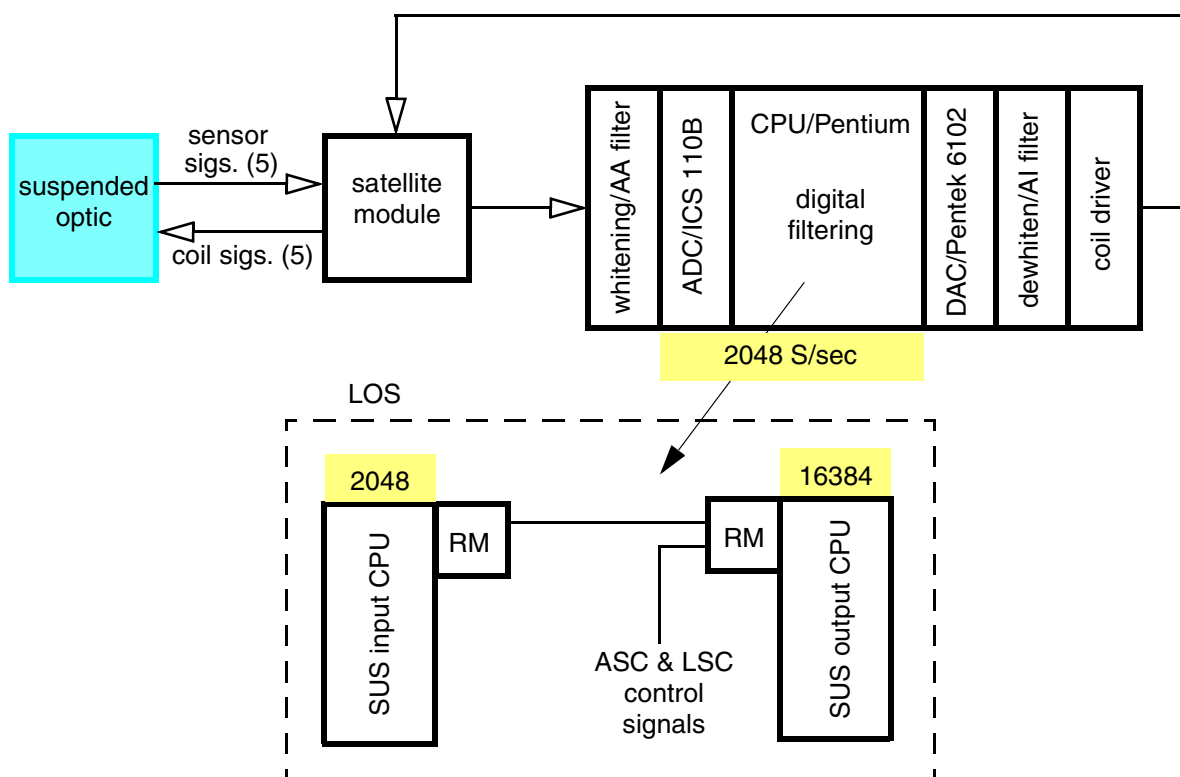 sensor
sigs. (5)
suspended
optic
coil sigs. (5)
satellite
module
whitening/AA filter
ADC/ICS 110B
CPU/Pentium
digital
filtering
DAC/Pentek 6102
dewhiten/AI filter
coil driver
2048 S/sec
LOS
2048
SUS input CPU
RM
RM
16384
SUS output CPU
ASC & LSC
control
signals